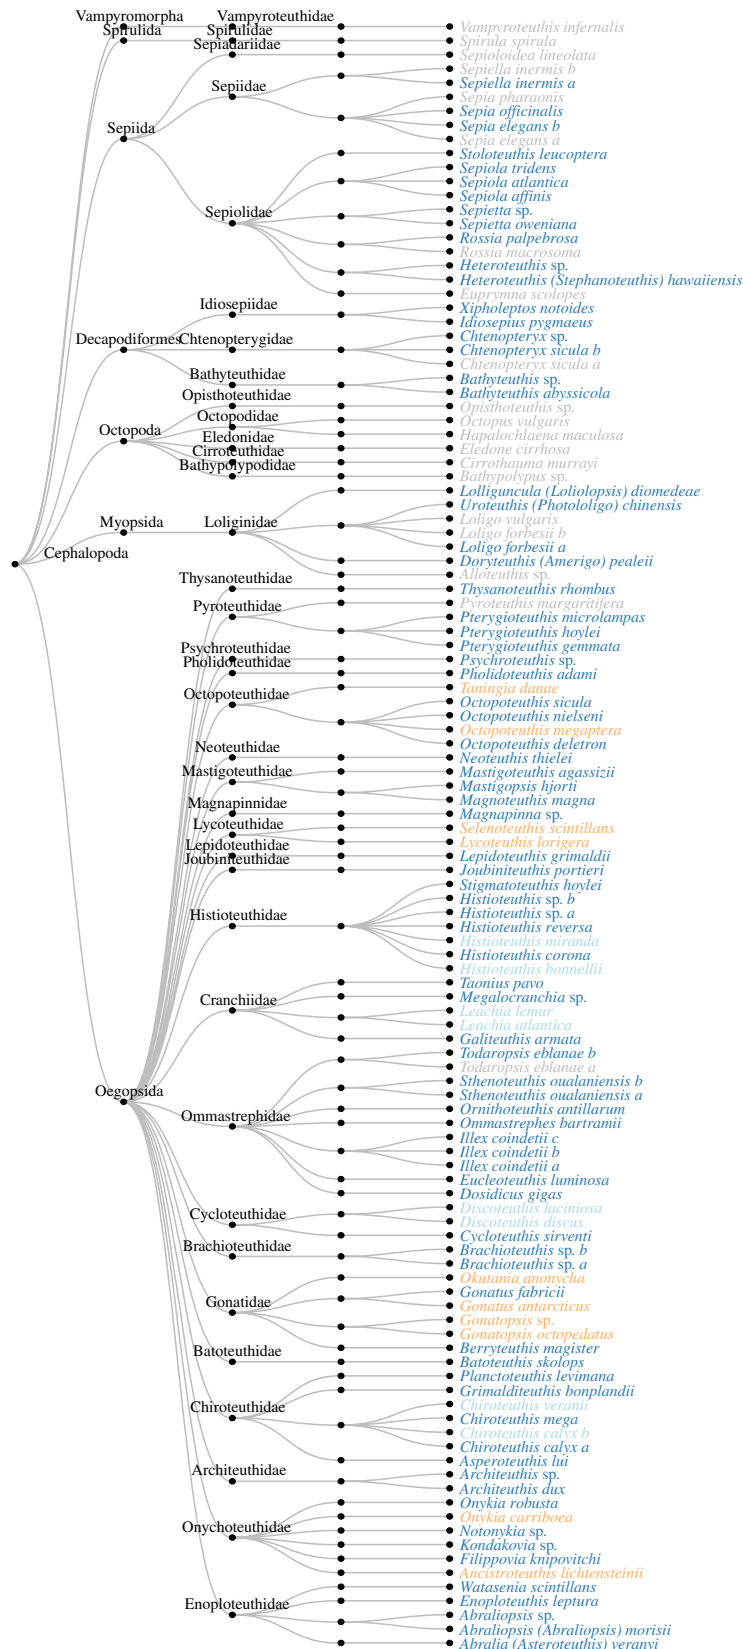 Vampyromorpha Vampyroteuthidae Vampyroteuthis infernalis
Spirulida Spirulidae Spirula spirula
Sepiadariidae Sepioloidea lineolata
Sepiella inermis b
Sepiidae Sepiella inermis a
Sepia pharaonis
Sepia officinalis
Sepiida Sepia elegans b
Sepia elegans a
Stoloteuthis leucoptera
Sepiola tridens
Sepiola atlantica
Sepiola affinis
Sepiolidae Sepietta sp.
Sepietta oweniana
Rossia palpebrosa
Rossia macrosoma
Heteroteuthis sp.
Heteroteuthis (Stephanoteuthis) hawaiiensis
Euprymna scolopes
Idiosepiidae Xipholeptos notoides
Idiosepius pygmaeus
Decapodiformes Chtenopterygidae Chtenopteryx sp.
Chtenopteryx sicula b
Chtenopteryx sicula a
Bathyteuthidae Bathyteuthis sp.
Bathyteuthis abyssicola
Opisthoteuthidae Opisthoteuthis sp.
Octopodidae Octopus vulgaris
Octopoda Hapalochlaena maculosa
Eledonidae Eledone cirrhosa
Cirroteuthidae Cirrothauma murrayi
Bathypolypodidae Bathypolypus sp.
Lolliguncula (Loliolopsis) diomedeae
Uroteuthis (Photololigo) chinensis
Loligo vulgaris
Myopsida Loliginidae Loligo forbesii b
Loligo forbesii a
Cephalopoda Doryteuthis (Amerigo) pealeii
Alloteuthis sp.
Thysanoteuthidae Thysanoteuthis rhombus
Pyroteuthidae Pyroteuthis margaritifera
Pterygioteuthis microlampas
Pterygioteuthis hoylei
Pterygioteuthis gemmata
Psychroteuthidae Psychroteuthis sp.
Pholidoteuthidae Pholidoteuthis adami
Taningia danae
Octopoteuthidae Octopoteuthis sicula
Octopoteuthis nielseni
Octopoteuthis megaptera
Octopoteuthis deletron
Neoteuthidae Neoteuthis thielei
Mastigoteuthidae Mastigoteuthis agassizii
Mastigopsis hjorti
Magnoteuthis magna
Magnapinnidae Magnapinna sp.
Lycoteuthidae Selenoteuthis scintillans
Lycoteuthis lorigera
Lepidoteuthidae Lepidoteuthis grimaldii
Joubiniteuthidae Joubiniteuthis portieri
Stigmatoteuthis hoylei
Histioteuthis sp. b
Histioteuthis sp. a
Histioteuthidae Histioteuthis reversa
Histioteuthis miranda
Histioteuthis corona
Histioteuthis bonnellii
Taonius pavo
Cranchiidae Megalocranchia sp.
Leachia lemur
Leachia atlantica
Galiteuthis armata
Todaropsis eblanae b
Todaropsis eblanae a
Sthenoteuthis oualaniensis b
Oegopsida Sthenoteuthis oualaniensis a
Ornithoteuthis antillarum
Ommastrephidae Ommastrephes bartramii
Illex coindetii c
Illex coindetii b
Illex coindetii a
Eucleoteuthis luminosa
Dosidicus gigas
Discoteuthis laciniosa
Cycloteuthidae Discoteuthis discus
Cycloteuthis sirventi
Brachioteuthidae Brachioteuthis sp. b
Brachioteuthis sp. a
Okutania anonycha
Gonatus fabricii
Gonatidae Gonatus antarcticus
Gonatopsis sp.
Gonatopsis octopedatus
Berryteuthis magister
Batoteuthidae Batoteuthis skolops
Planctoteuthis levimana
Grimalditeuthis bonplandii
Chiroteuthis veranii
Chiroteuthidae Chiroteuthis mega
Chiroteuthis calyx b
Chiroteuthis calyx a
Asperoteuthis lui
Architeuthidae Architeuthis sp.
Architeuthis dux
Onykia robusta
Onykia carriboea
Onychoteuthidae Notonykia sp.
Kondakovia sp.
Filippovia knipovitchi
Ancistroteuthis lichtensteinii
Watasenia scintillans
Enoploteuthidae Enoploteuthis leptura
Abraliopsis sp.
Abraliopsis (Abraliopsis) morisii
Abralia (Asteroteuthis) veranyi